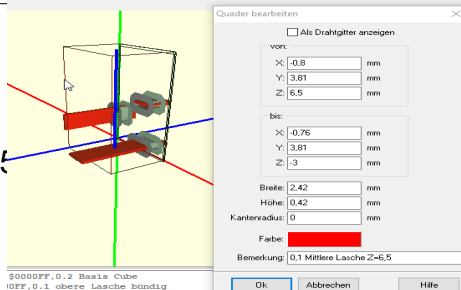 Quader bearbeiten
Als Drahtgitter anzeigen
von:
X: -0,8 mm
Y: 3,81 mm
Z: 6,5 mm
bis:
X: -0,76 mm
Y: 3,81 mm
Z: -3 mm
Breite: 2,42 mm
Höhe: 0,42 mm
Kantenradius: 0 mm
Farbe:
Bemerkung: 0,1 Mittlere Lasche Z=6,5
Ok Abbrechen Hilfe
$0000FF,0.2 Basis Cube
0FF,0.1 obere Lasche bündig